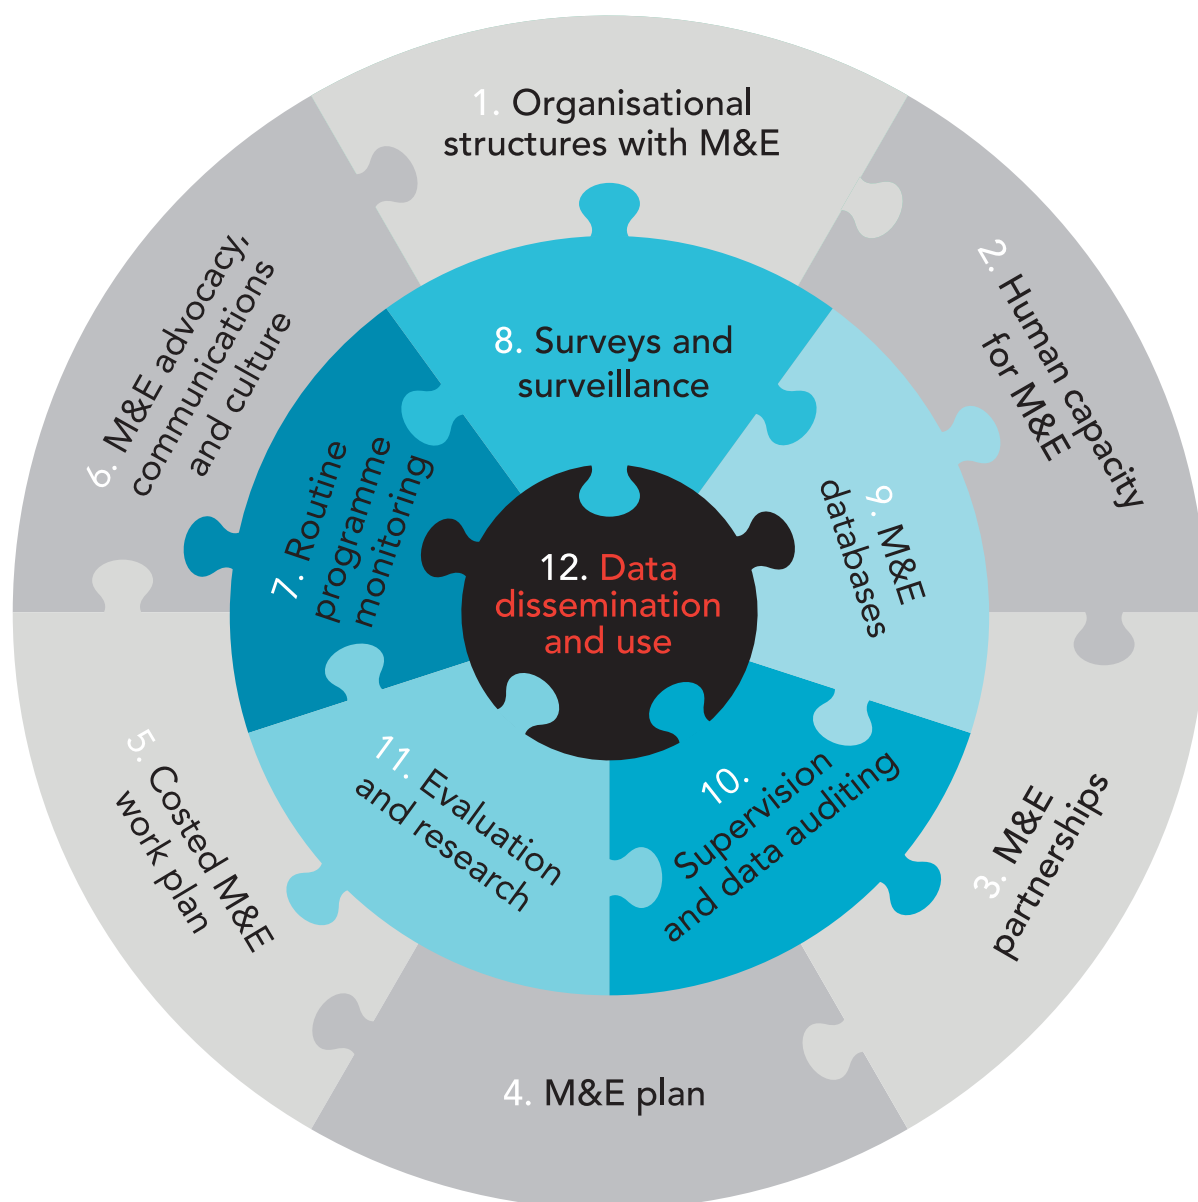 1. Organisational
structures with M&E
2. Human capacity
for M&E
3. M&E
partnerships
4. M&E plan
5. Costed M&E
work plan
6. M&E advocacy,
communications
and culture
7. Routine
programme
monitoring
8. Surveys and
surveillance
9. M&E
databases
10.
Supervision
and data auditing
11. Evaluation
and research
12. Data
dissemination
and use